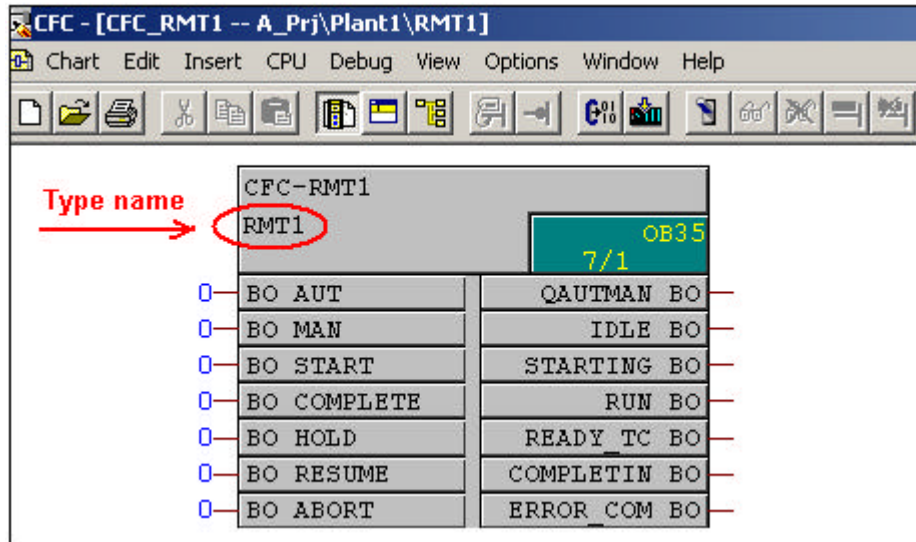 CFC - [CFC_RMT1 -- A_Prj\Plant1\RMT1]
Chart Edit Insert CPU Debug View Options Window Help
CFC-RMT1
Type name
RMT1
OB35
7/1
0 BO AUT QAUTMAN BO
0 BO MAN IDLE BO
0 BO START STARTING BO
0 BO COMPLETE RUN BO
0 BO HOLD READY_TC BO
0 BO RESUME COMPLETIN BO
0 BO ABORT ERROR_COM BO